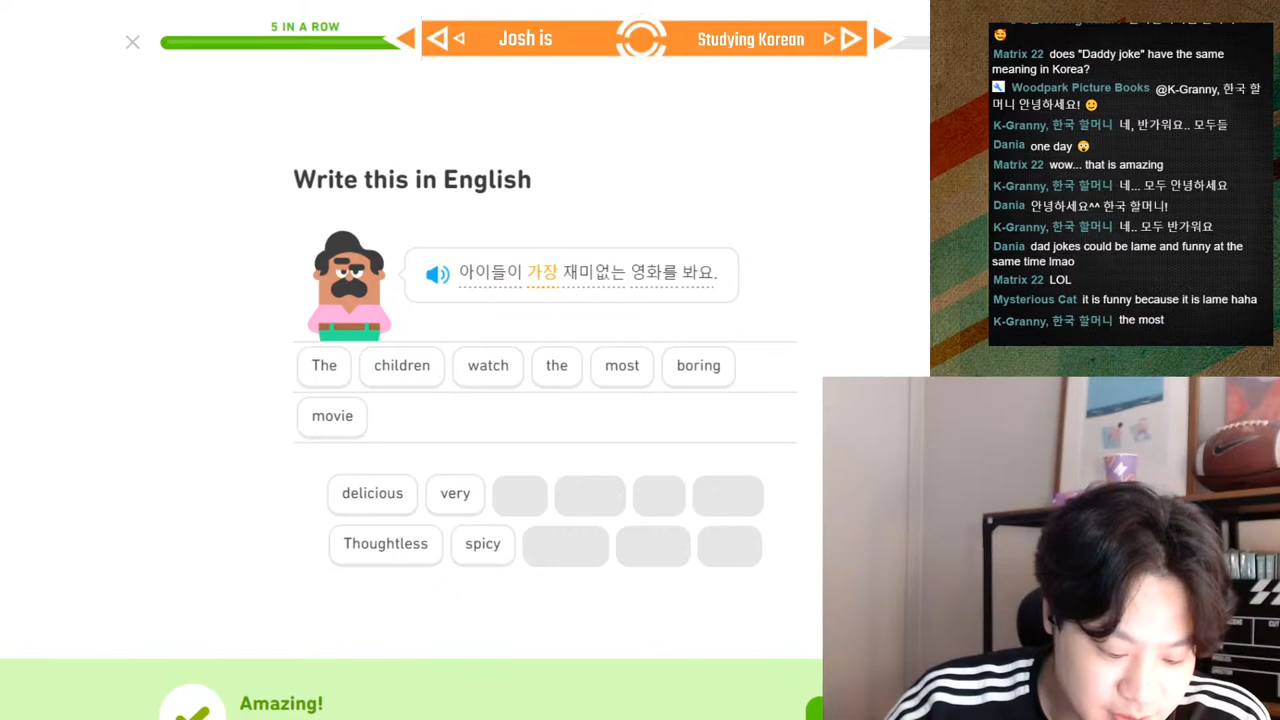 5 IN A ROW
Josh is
Studying Korean
Write this in English
아이들이 가장 재미없는 영화를 봐요.
The children watch the most boring
movie
delicious very
Thoughtless spicy
Amazing!
Matrix 22 does "Daddy joke" have the same
meaning in Korea?
Woodpark Picture Books @K-Granny, 한국 할
머니 안녕하세요!
K-Granny, 한국 할머니 네, 반가워요.. 모두들
Dania one day
Matrix 22 wow... that is amazing
K-Granny, 한국 할머니 네... 모두 안녕하세요
Dania 안녕하세요^^ 한국 할머니!
K-Granny, 한국 할머니 네.. 모두 반가워요
Dania dad jokes could be lame and funny at the
same time lmao
Matrix 22 LOL
Mysterious Cat it is funny because it is lame haha
K-Granny, 한국 할머니 the most